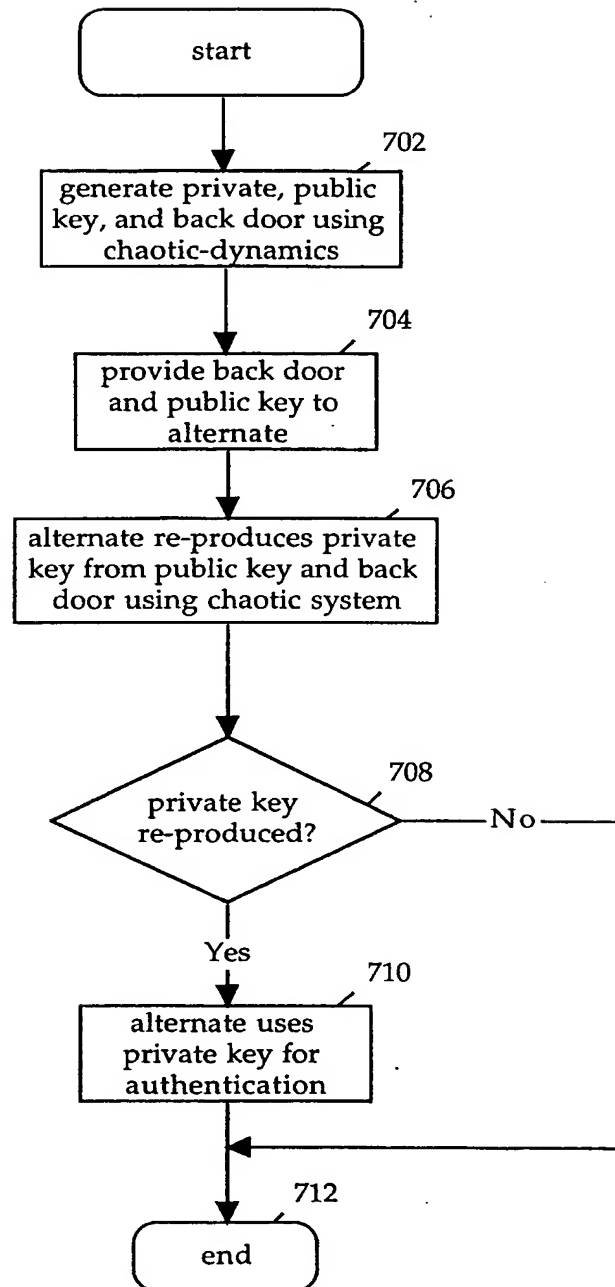 start
702
generate private, public
key, and back door using
chaotic-dynamics
704
provide back door
and public key to
alternate
706
alternate re-produces private
key from public key and back
door using chaotic system
708
private key
re-produced?
No
Yes
710
alternate uses
private key for
authentication
712
end